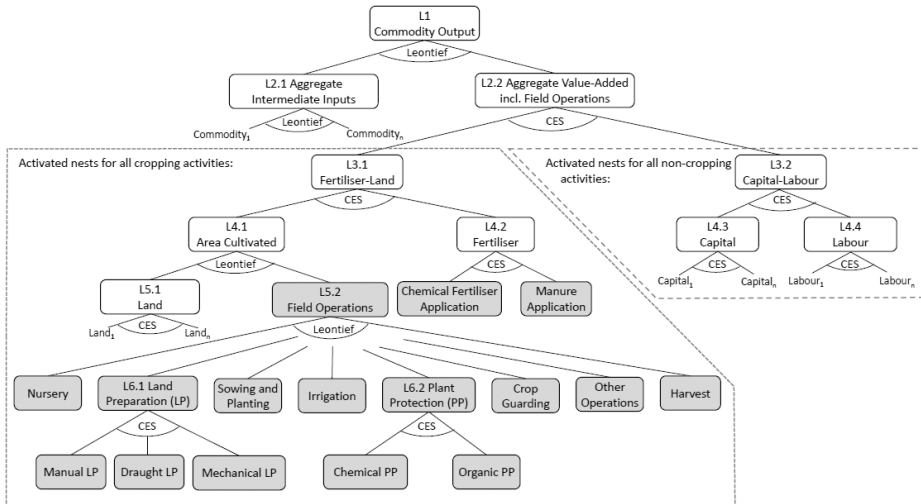 L1
Commodity Output
Leontief
L2.1 Aggregate
Intermediate Inputs
L2.2 Aggregate Value-Added
incl. Field Operations
Leontief
CES
Commodity1
Commodityn
Activated nests for all cropping activities:
Activated nests for all non-cropping
activities:
L3.1
Fertiliser-Land
L3.2
Capital-Labour
CES
CES
L4.1
Area Cultivated
L4.2
Fertiliser
L4.3
Capital
L4.4
Labour
Leontief
CES
CES
CES
Capital1
Capitaln
Labour1
Labourn
L5.1
Land
L5.2
Field Operations
Chemical Fertiliser
Application
Manure
Application
Land1
CES
Landn
Leontief
Nursery
L6.1 Land
Preparation (LP)
Sowing and
Planting
Irrigation
L6.2 Plant
Protection (PP)
Crop
Guarding
Other
Operations
Harvest
CES
CES
Manual LP
Draught LP
Mechanical LP
Chemical PP
Organic PP